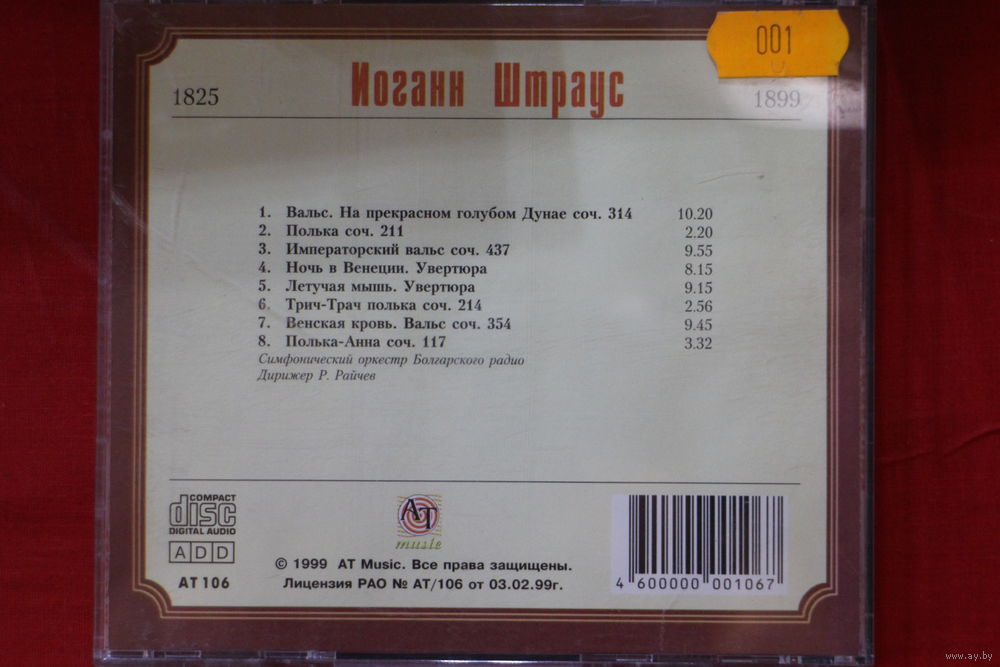 001
Иоганн Штраус
1825 1899
1. Вальс. На прекрасном голубом Дунае соч. 314 10.20
2. Полька соч. 211 2.20
3. Императорский вальс соч. 437 9.55
4. Ночь в Венеции. Увертюра 8.15
5. Летучая мышь. Увертюра 9.15
6. Трич-Трач полька соч. 214 2.56
7. Венская кровь. Вальс соч. 354 9.45
8. Полька-Анна соч. 117 3.32
Симфонический оркестр Болгарского радио
Дирижер Р. Райчев
COMPACT
disc
DIGITAL AUDIO
ADD
AT 106
AT
music
© 1999 AT Music. Все права защищены.
Лицензия РАО № АТ/106 от 03.02.99г.
4 600000 001067
www.ay.by